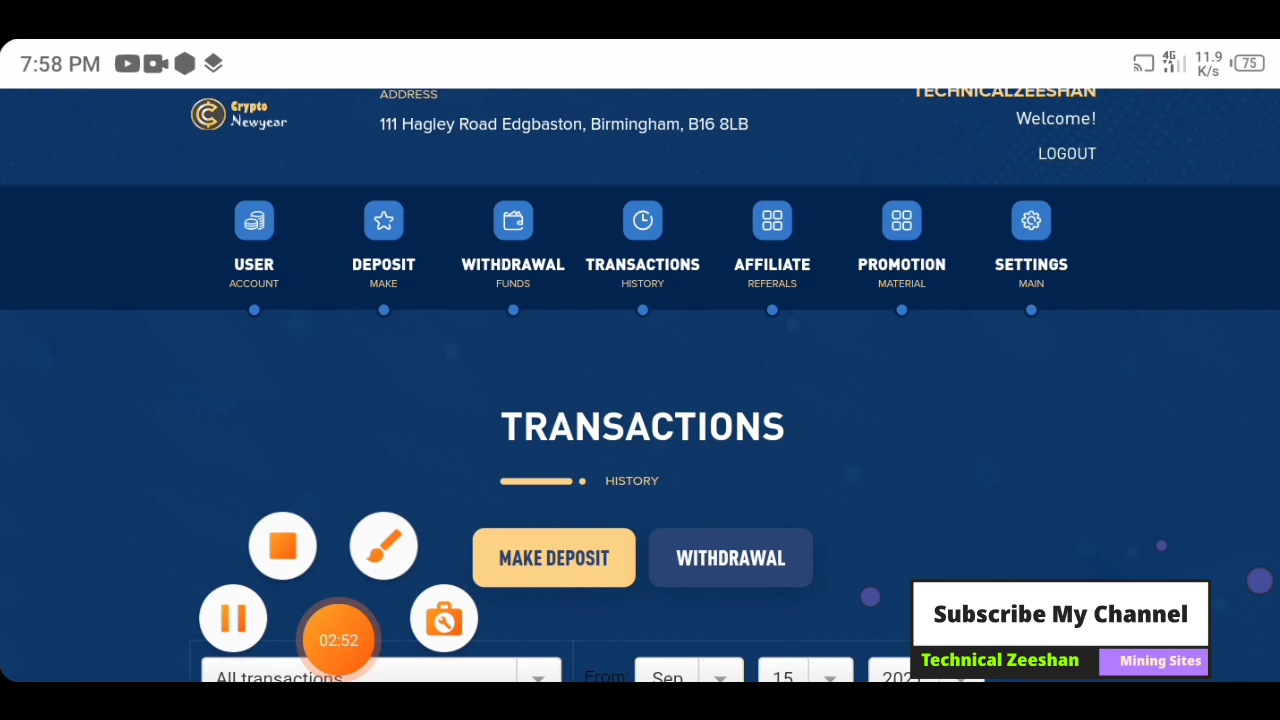 7:58 PM
4G
11.9
K/s
75
ADDRESS
TECHNICALZEESHAN
Crypto
Newyear
111 Hagley Road Edgbaston, Birmingham, B16 8LB
Welcome!
LOGOUT
USER
DEPOSIT
WITHDRAWAL
TRANSACTIONS
AFFILIATE
PROMOTION
SETTINGS
ACCOUNT
MAKE
FUNDS
HISTORY
REFERALS
MATERIAL
MAIN
TRANSACTIONS
HISTORY
MAKE DEPOSIT
WITHDRAWAL
02:52
Subscribe My Channel
Technical Zeeshan
Mining Sites
All transactions
From:
Sep
15